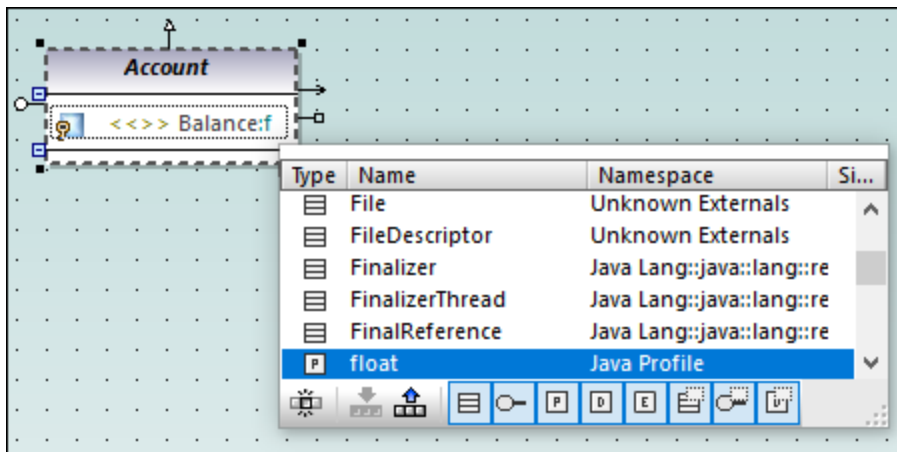 Account
<<>> Balance:f
Type Name Namespace Si...
File Unknown Externals
FileDescriptor Unknown Externals
Finalizer Java Lang::java::lang::re
FinalizerThread Java Lang::java::lang::re
FinalReference Java Lang::java::lang::re
P float Java Profile
P D E D